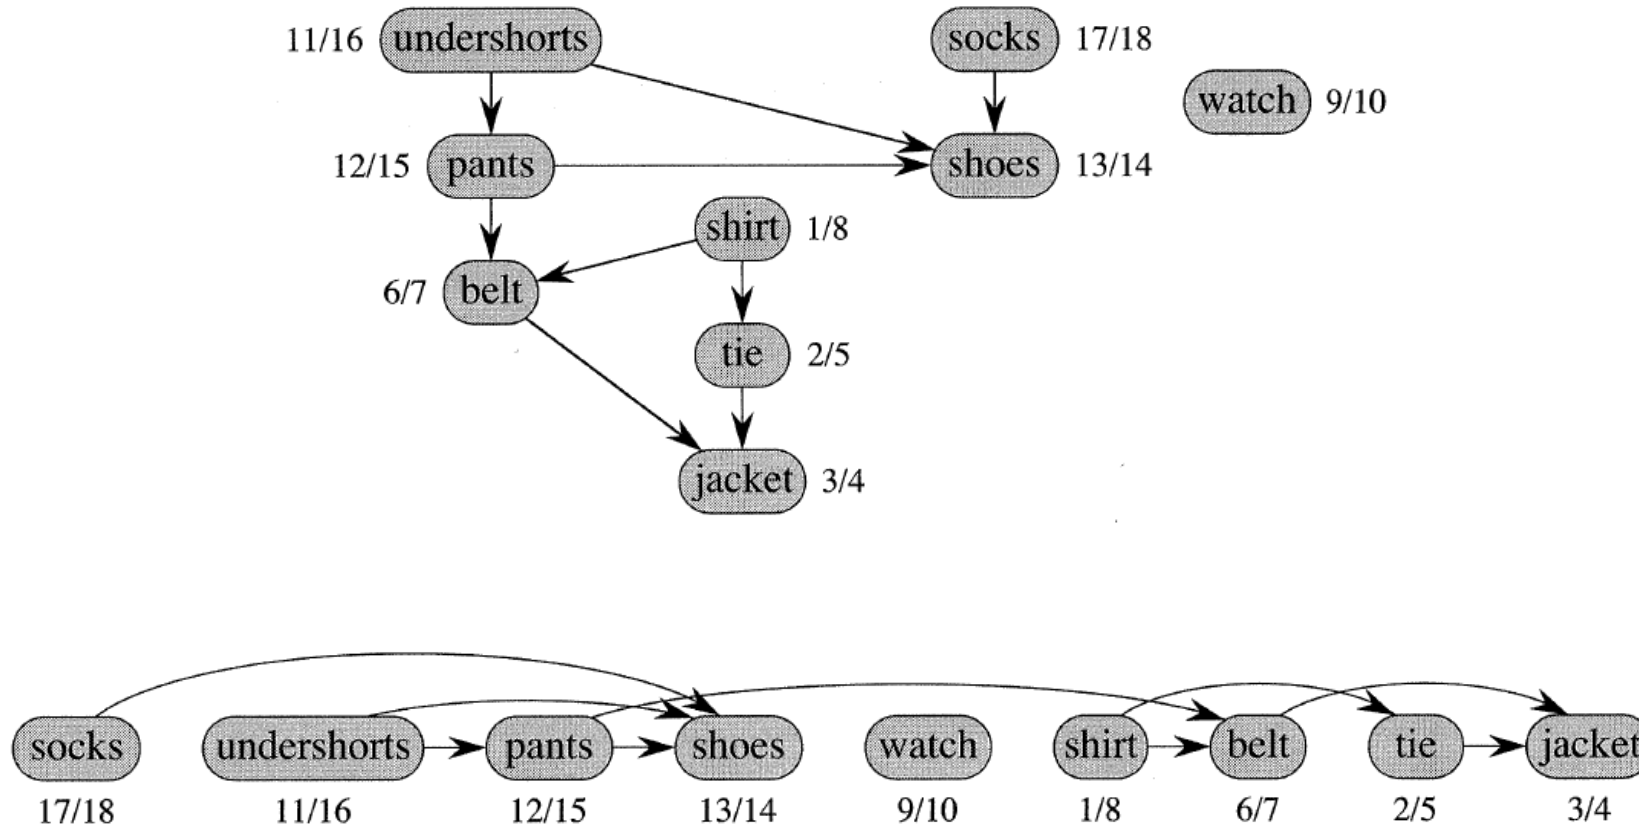 11/16 undershorts socks 17/18
watch 9/10
12/15 pants shoes 13/14
shirt 1/8
6/7 belt
tie 2/5
jacket 3/4
socks undershorts pants shoes watch shirt belt tie jacket
17/18 11/16 12/15 13/14 9/10 1/8 6/7 2/5 3/4